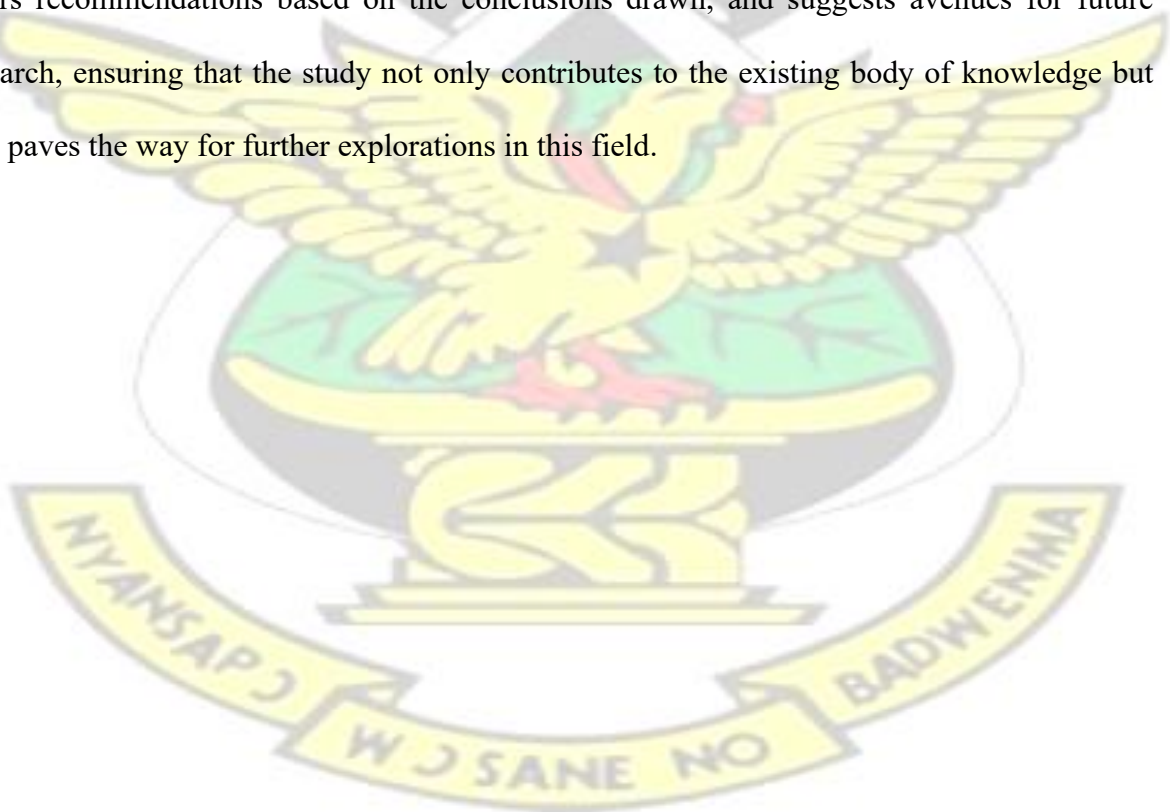 rs recommendations based on the conclusions drawn, and suggests avenues for future
arch, ensuring that the study not only contributes to the existing body of knowledge but
paves the way for further explorations in this field.
NYANSAPƆ
WƆSANE NO
BADWENMA